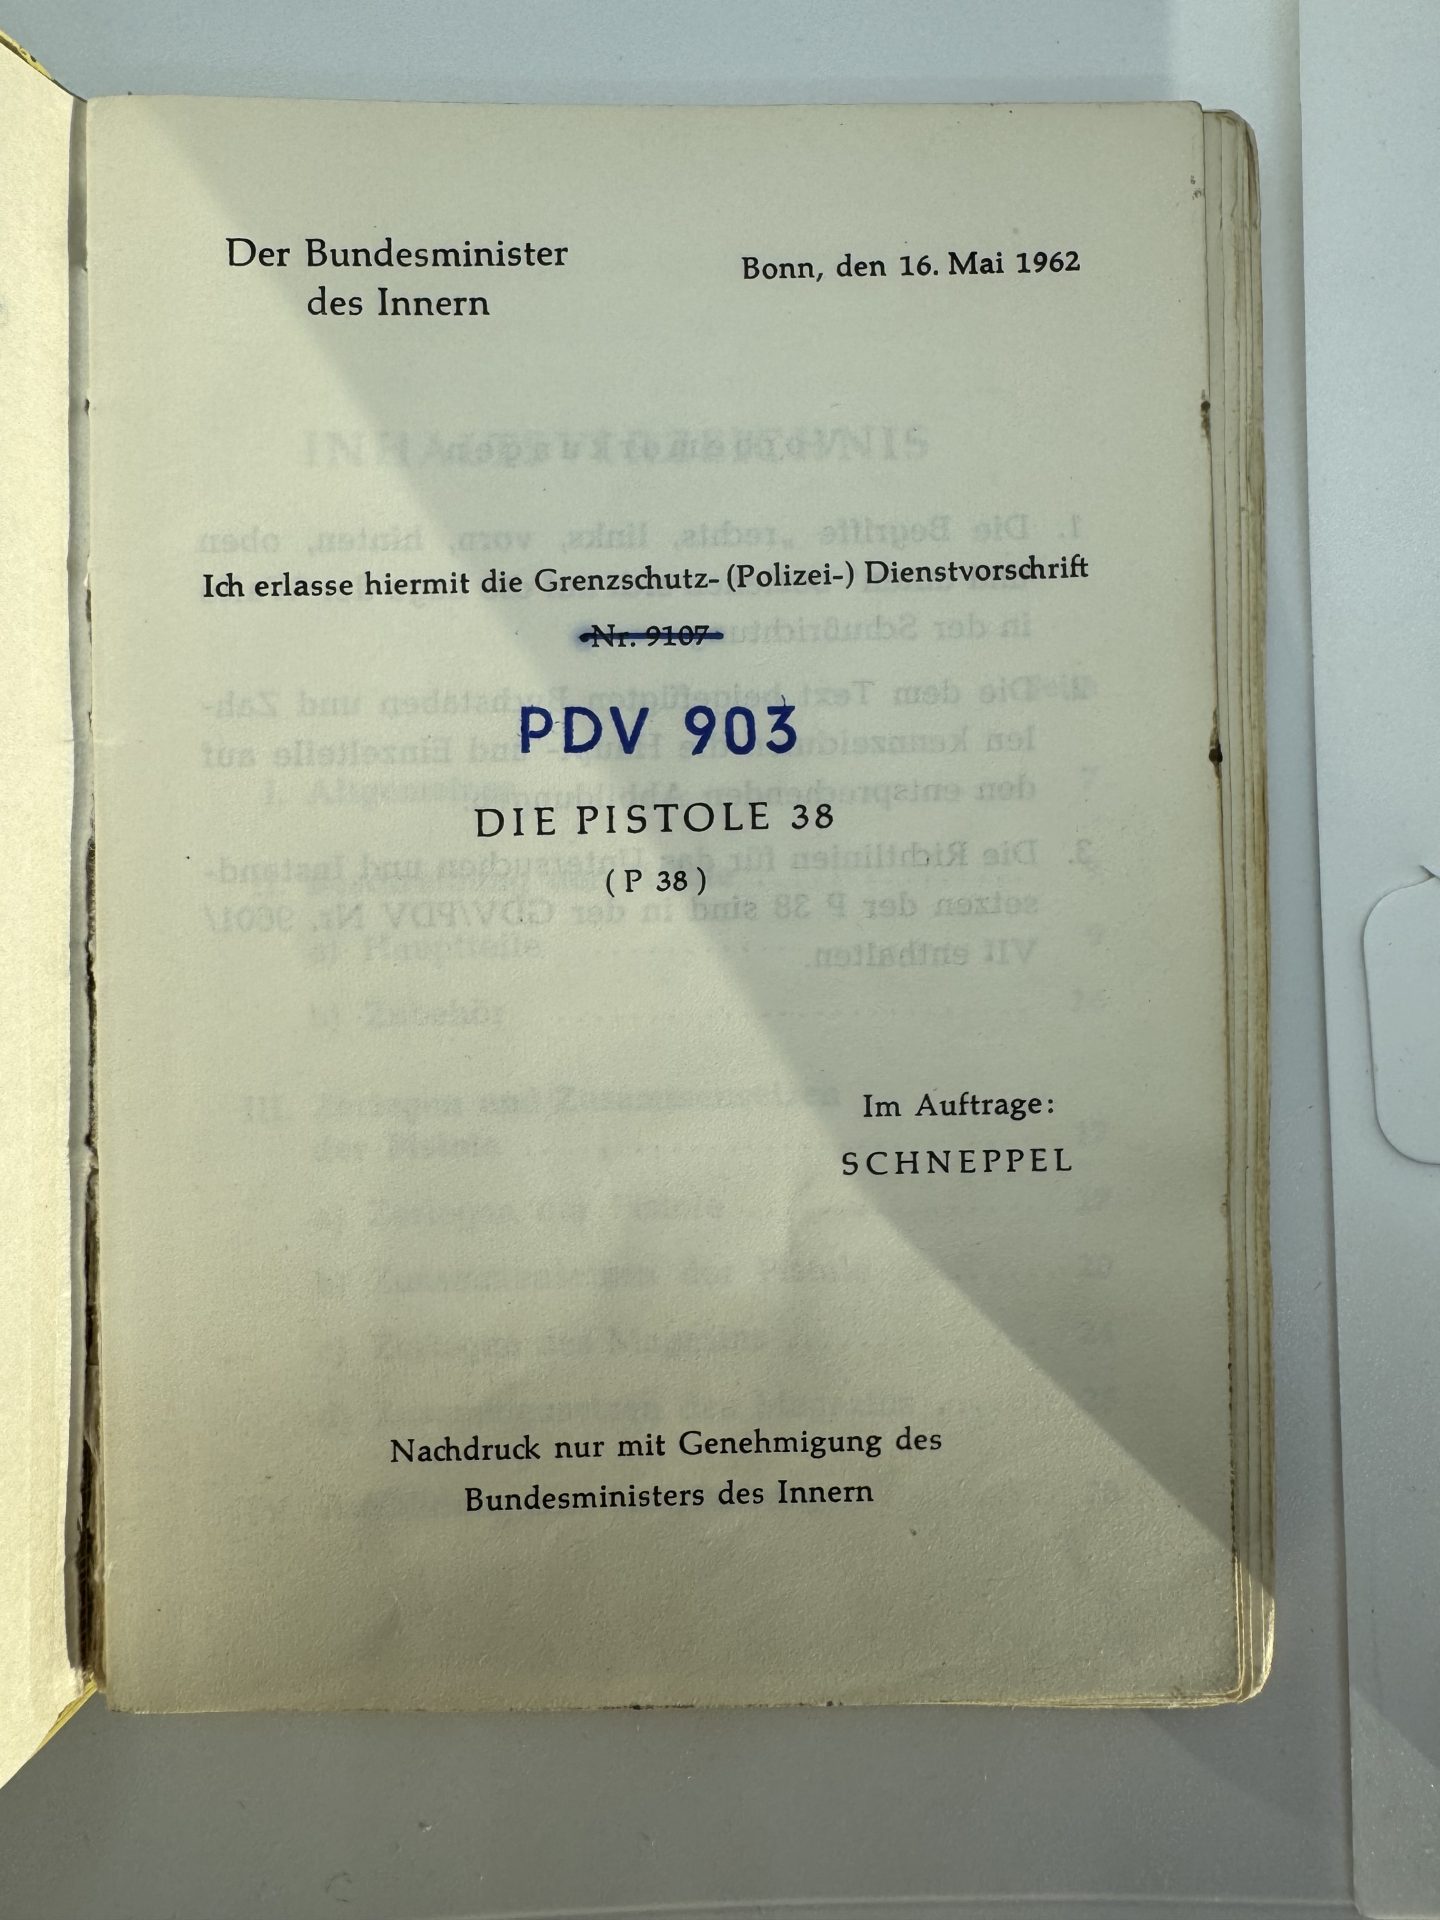 Der Bundesminister
des Innern
Bonn, den 16. Mai 1962
Ich erlasse hiermit die Grenzschutz- (Polizei-) Dienstvorschrift
Nr. 9107
PDV 903
DIE PISTOLE 38
( P 38 )
Im Auftrage:
SCHNEPPEL
Nachdruck nur mit Genehmigung des
Bundesministers des Innern